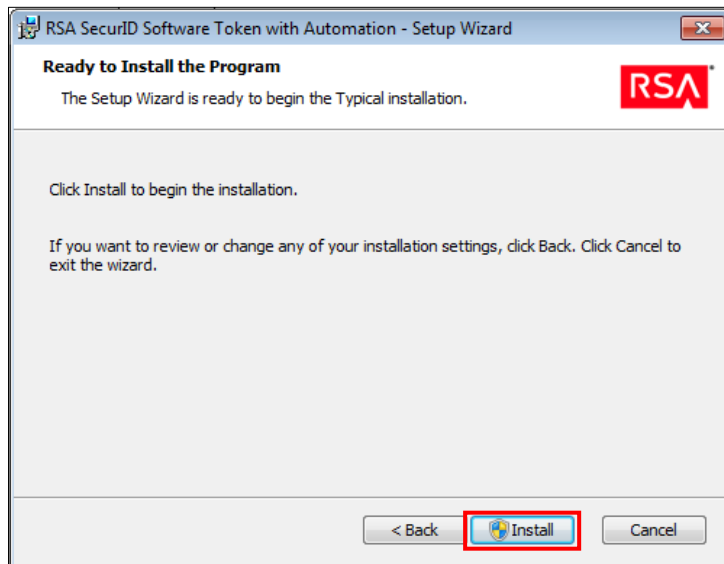 RSA SecurID Software Token with Automation - Setup Wizard
Ready to Install the Program
The Setup Wizard is ready to begin the Typical installation.
RSA
Click Install to begin the installation.
If you want to review or change any of your installation settings, click Back. Click Cancel to
exit the wizard.
< Back Install Cancel